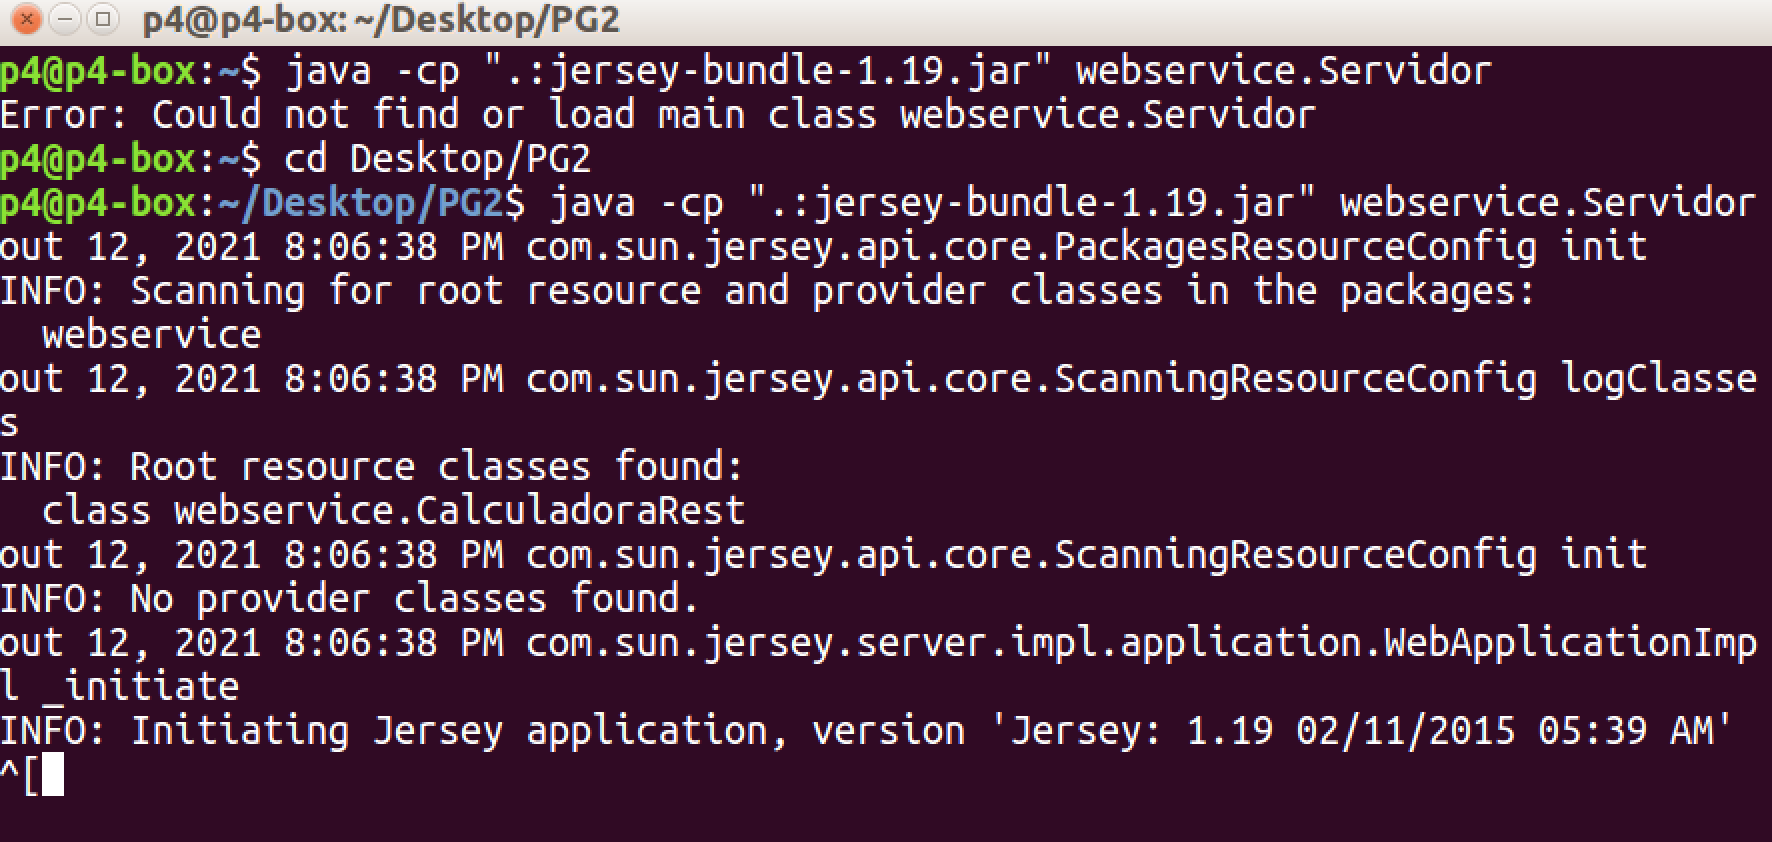 p4@p4-box: ~/Desktop/PG2
p4@p4-box:~$ java -cp ".:jersey-bundle-1.19.jar" webservice.Servidor
Error: Could not find or load main class webservice.Servidor
p4@p4-box:~$ cd Desktop/PG2
p4@p4-box:~/Desktop/PG2$ java -cp ".:jersey-bundle-1.19.jar" webservice.Servidor
out 12, 2021 8:06:38 PM com.sun.jersey.api.core.PackagesResourceConfig init
INFO: Scanning for root resource and provider classes in the packages:
  webservice
out 12, 2021 8:06:38 PM com.sun.jersey.api.core.ScanningResourceConfig logClasse
s
INFO: Root resource classes found:
  class webservice.CalculadoraRest
out 12, 2021 8:06:38 PM com.sun.jersey.api.core.ScanningResourceConfig init
INFO: No provider classes found.
out 12, 2021 8:06:38 PM com.sun.jersey.server.impl.application.WebApplicationImp
l _initiate
INFO: Initiating Jersey application, version 'Jersey: 1.19 02/11/2015 05:39 AM'
^[